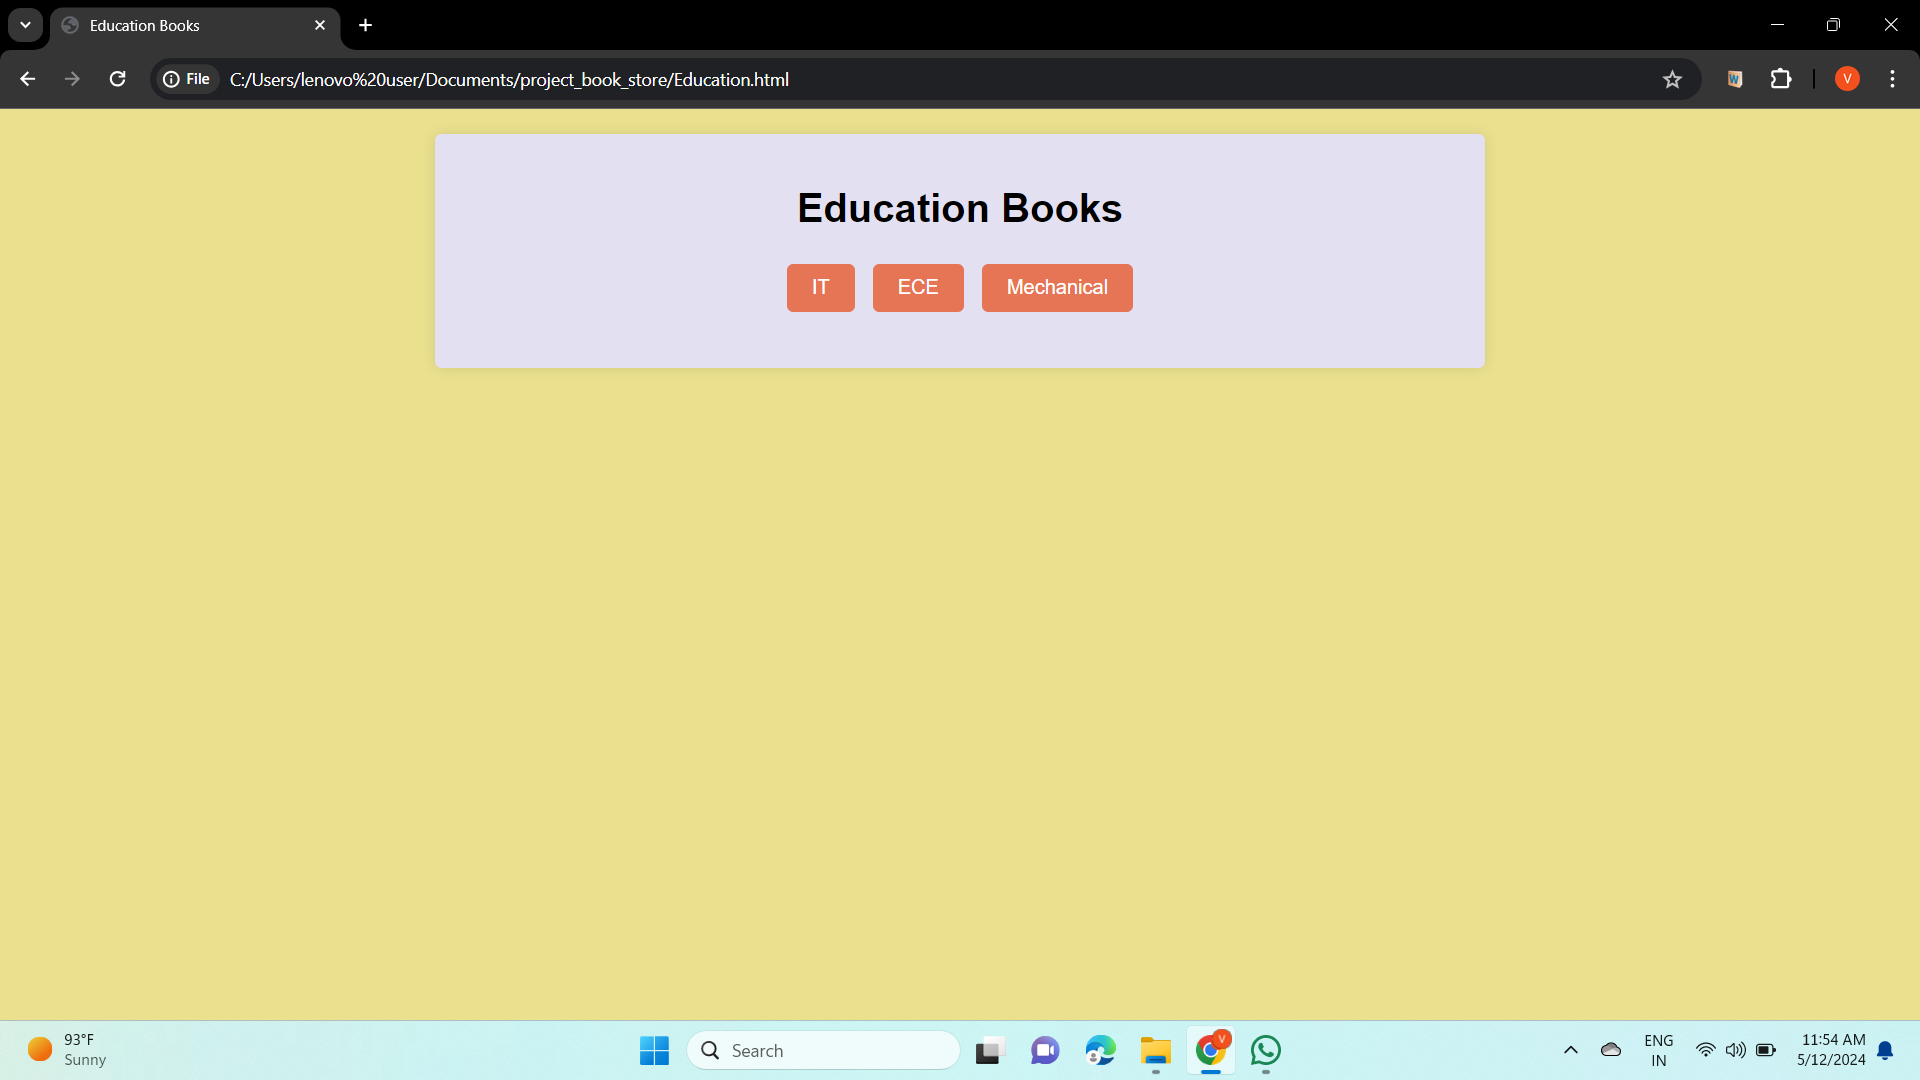 Education Books
File C:/Users/lenovo%20user/Documents/project_book_store/Education.html
V
Education Books
IT ECE Mechanical
93°F
Sunny
Search
V
ENG
IN
11:54 AM
5/12/2024